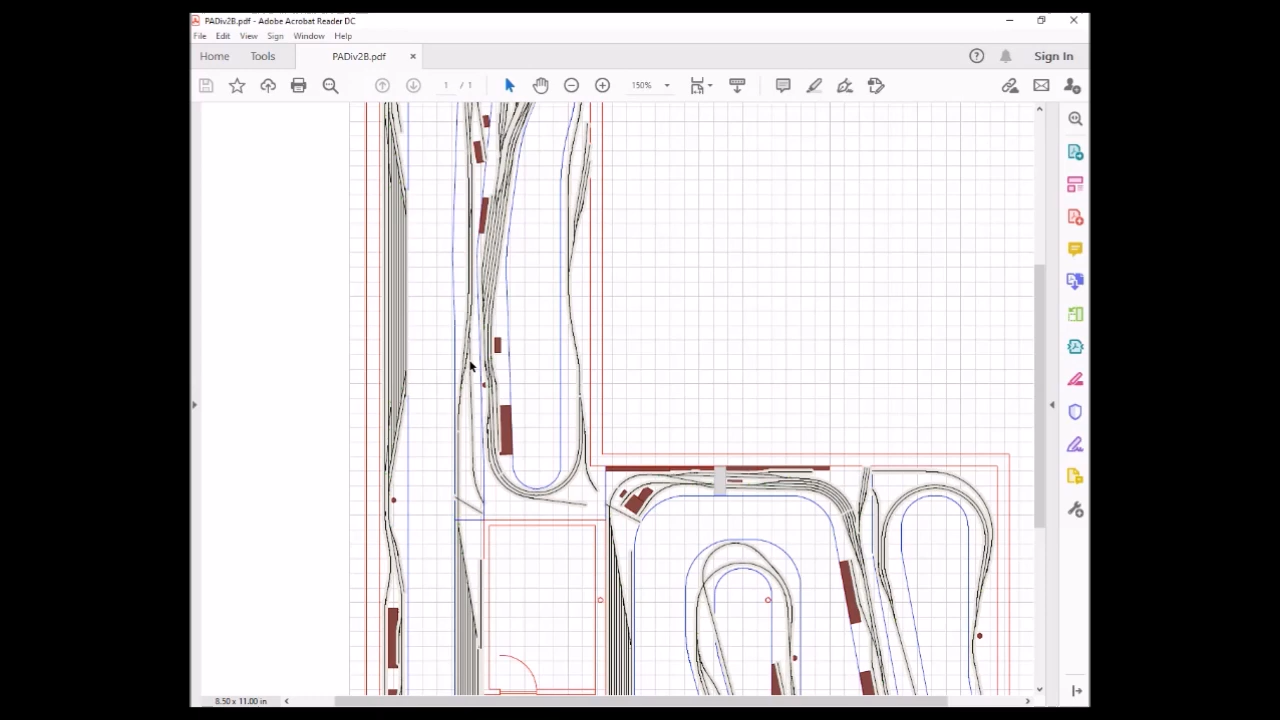 PADiv2B.pdf - Adobe Acrobat Reader DC
File Edit View Sign Window Help
Home Tools PADiv2B.pdf × Sign In
1 / 1 150%
8.50 x 11.00 in